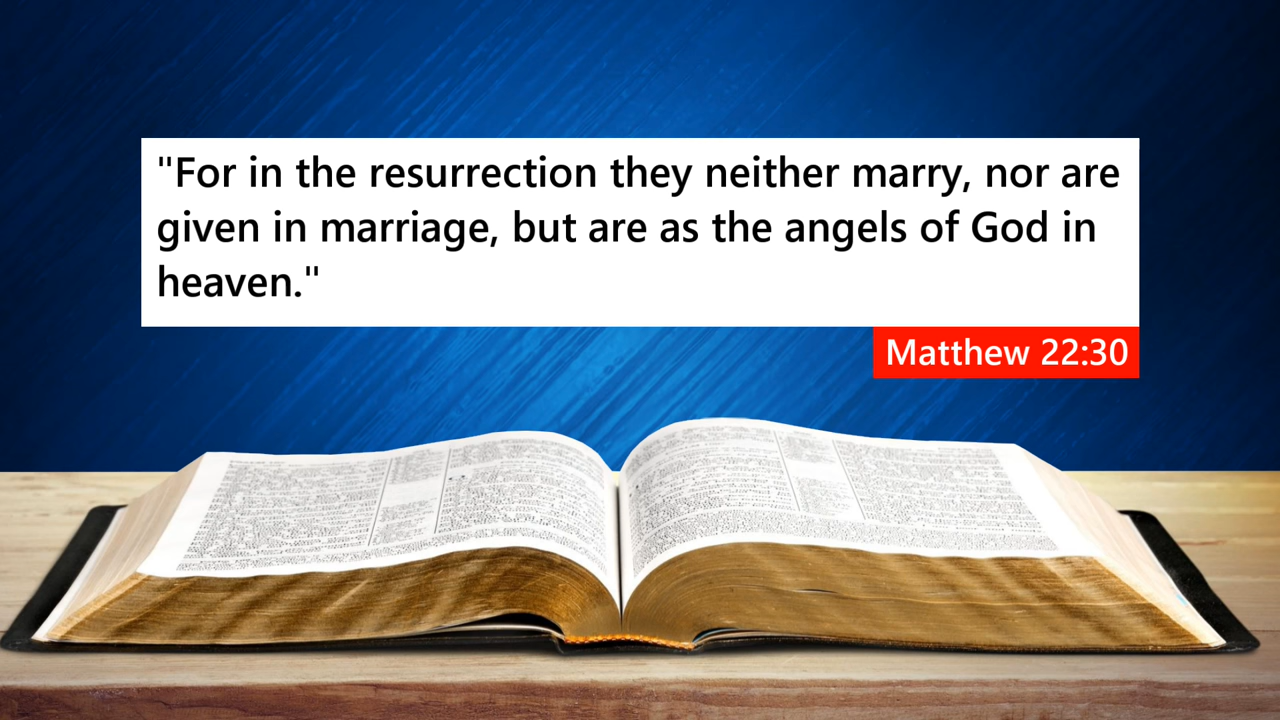 "For in the resurrection they neither marry, nor are
given in marriage, but are as the angels of God in
heaven."
Matthew 22:30